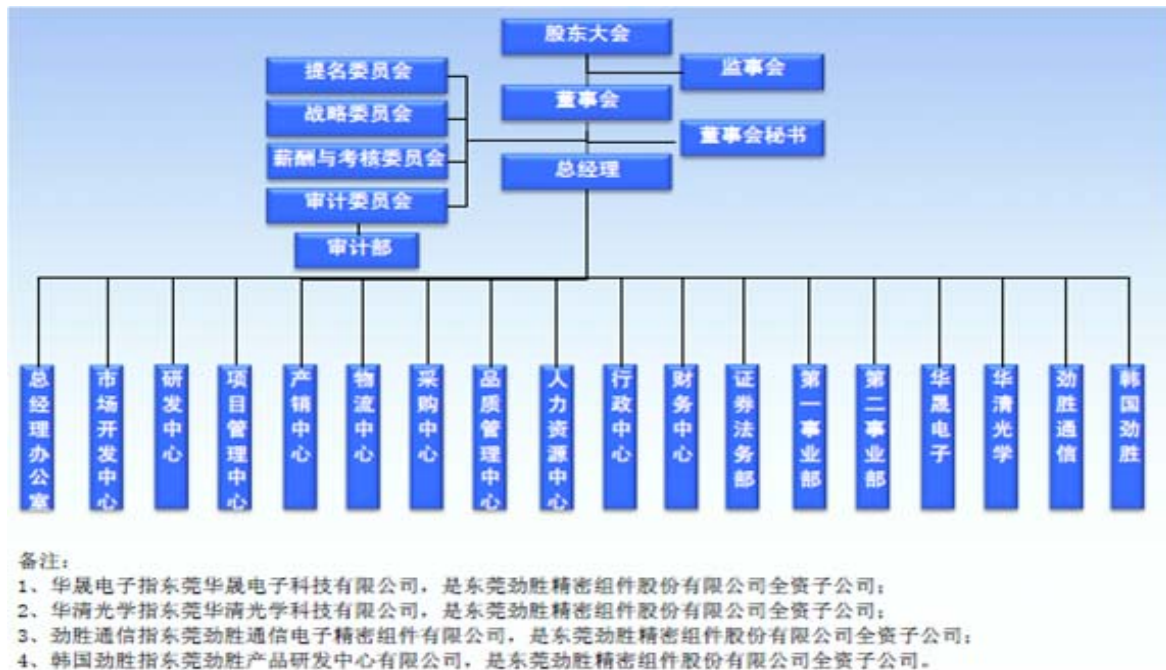 股东大会
监事会
提名委员会
战略委员会
薪酬与考核委员会
审计委员会
审计部
董事会
董事会秘书
总经理
总经理办公室
市场开发中心
研发中心
项目管理中心
产销中心
物流中心
采购中心
品质管理中心
人力资源中心
行政中心
财务中心
证券法务部
第一事业部
第二事业部
华晟电子
华清光学
劲胜通信
韩国劲胜
备注：
1、华晟电子指东莞华晟电子科技有限公司，是东莞劲胜精密组件股份有限公司全资子公司；
2、华清光学指东莞华清光学科技有限公司，是东莞劲胜精密组件股份有限公司全资子公司；
3、劲胜通信指东莞劲胜通信电子精密组件有限公司，是东莞劲胜精密组件股份有限公司全资子公司；
4、韩国劲胜指东莞劲胜产品研发中心有限公司，是东莞劲胜精密组件股份有限公司全资子公司。